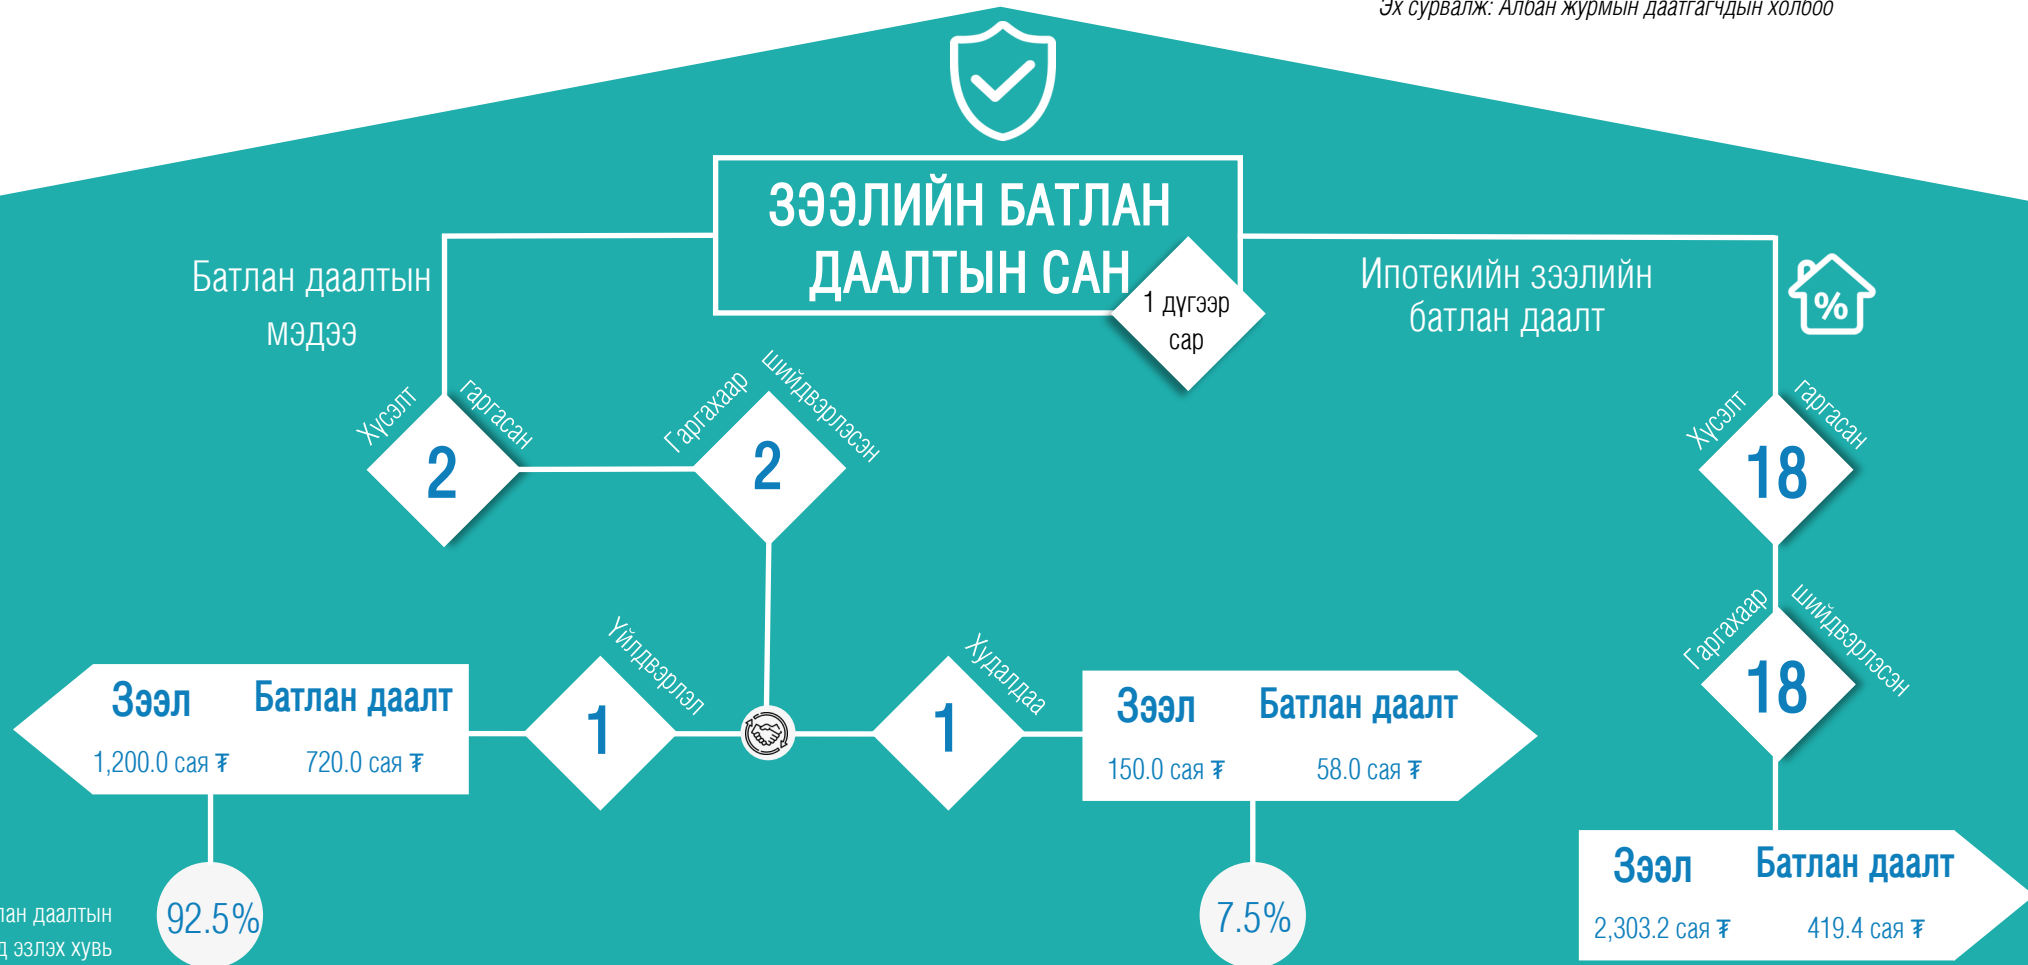 Эх сурвалж: Албан журмын даатгагчдын холбоо
ЗЭЭЛИЙН БАТЛАН
ДААЛТЫН САН
1 дүгээр
сар
Батлан даалтын
мэдээ
Ипотекийн зээлийн
батлан даалт
%
Хүсэлт
гаргасан
2
Гаргахаар
шийдвэрлэсэн
2
Хүсэлт
гаргасан
18
Гаргахаар
шийдвэрлэсэн
18
Үйлдвэрлэл
1
Худалдаа
1
Зээл Батлан даалт
1,200.0 сая ₮ 720.0 сая ₮
Зээл Батлан даалт
150.0 сая ₮ 58.0 сая ₮
Зээл Батлан даалт
2,303.2 сая ₮ 419.4 сая ₮
92.5%
7.5%
даалтын
эзлэх хувь